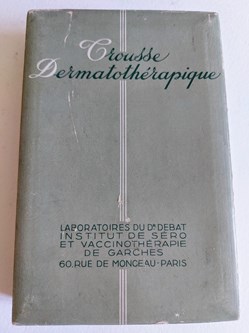 Trousse
Dermatothérapique
LABORATOIRES DU DR DEBAT
INSTITUT DE SÉRO
ET VACCINOTHÉRAPIE
DE GARCHES
60.RUE DE MONCEAU-PARIS